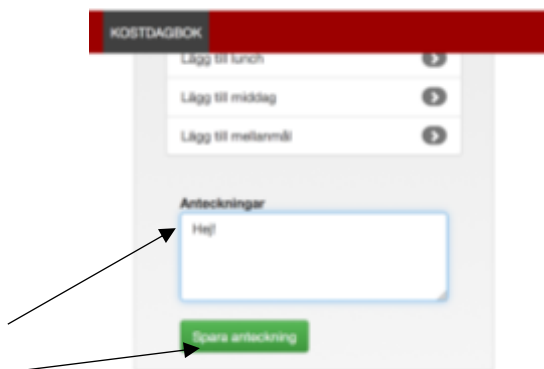 KOSTDAGBOK
Lägg till lunch
Lägg till middag
Lägg till mellanmål
Anteckningar
Hej!
Spara anteckning